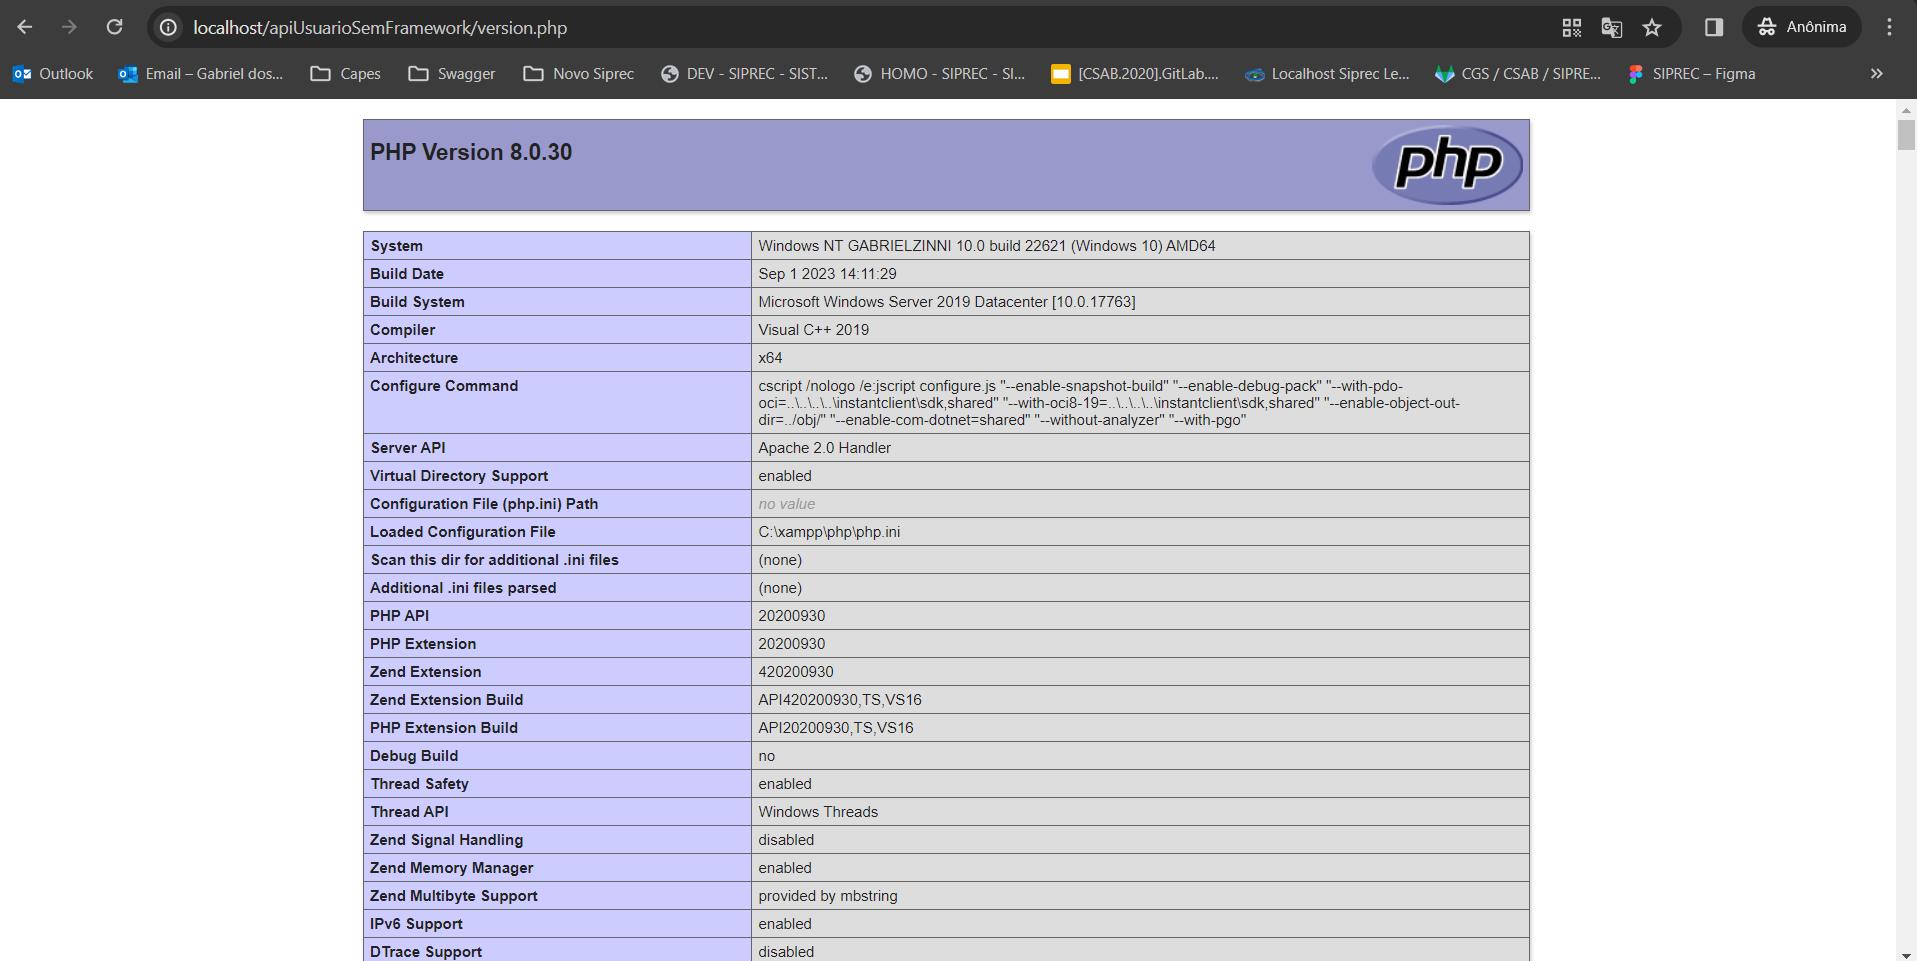 localhost/apiUsuarioSemFramework/version.php
Anônima
Outlook
Email – Gabriel dos...
Capes
Swagger
Novo Siprec
DEV - SIPREC - SIST...
HOMO - SIPREC - SI...
[CSAB.2020].GitLab....
Localhost Siprec Le...
CGS / CSAB / SIPRE...
SIPREC – Figma
PHP Version 8.0.30
php
System Windows NT GABRIELZINNI 10.0 build 22621 (Windows 10) AMD64
Build Date Sep 1 2023 14:11:29
Build System Microsoft Windows Server 2019 Datacenter [10.0.17763]
Compiler Visual C++ 2019
Architecture x64
Configure Command cscript /nologo /e:jscript configure.js "--enable-snapshot-build" "--enable-debug-pack" "--with-pdo-
oci=..\..\..\..\instantclient\sdk,shared" "--with-oci8-19=..\..\..\..\instantclient\sdk,shared" "--enable-object-out-
dir=../obj/" "--enable-com-dotnet=shared" "--without-analyzer" "--with-pgo"
Server API Apache 2.0 Handler
Virtual Directory Support enabled
Configuration File (php.ini) Path no value
Loaded Configuration File C:\xampp\php\php.ini
Scan this dir for additional .ini files (none)
Additional .ini files parsed (none)
PHP API 20200930
PHP Extension 20200930
Zend Extension 420200930
Zend Extension Build API420200930,TS,VS16
PHP Extension Build API20200930,TS,VS16
Debug Build no
Thread Safety enabled
Thread API Windows Threads
Zend Signal Handling disabled
Zend Memory Manager enabled
Zend Multibyte Support provided by mbstring
IPv6 Support enabled
DTrace Support disabled